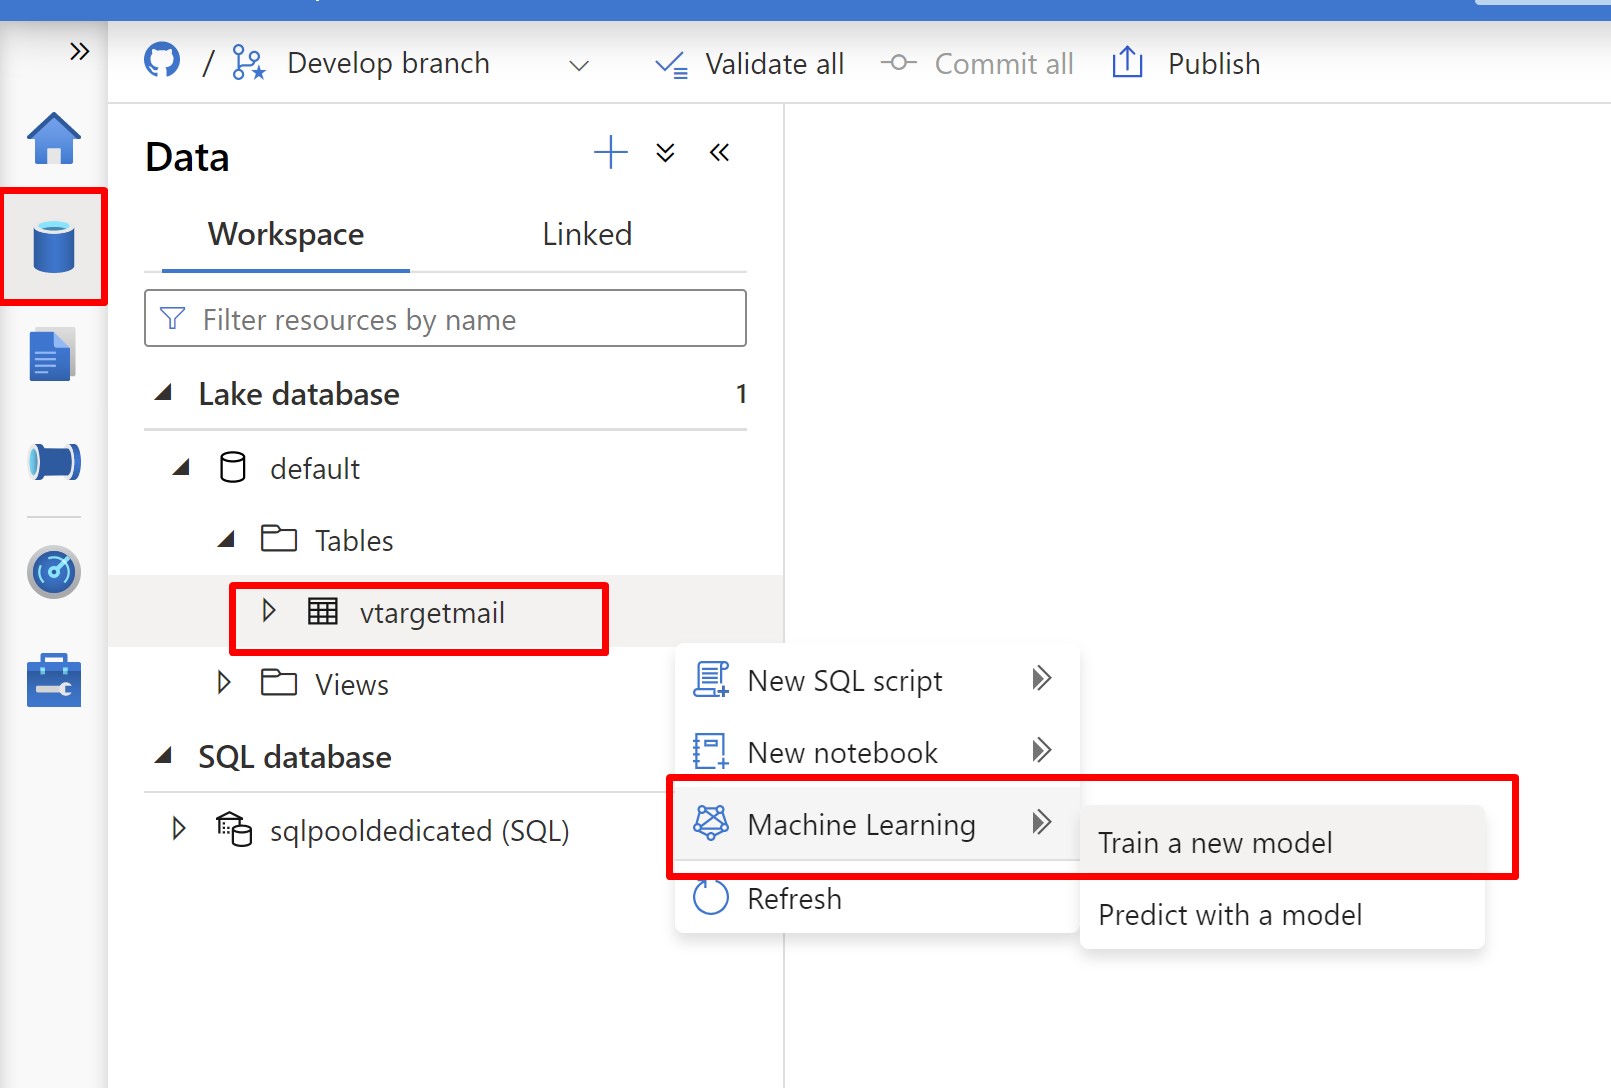 / Develop branch Validate all Commit all Publish
Data
Workspace Linked
Filter resources by name
Lake database 1
default
Tables
vtargetmail
Views
SQL database
sqlpooldedicated (SQL)
New SQL script
New notebook
Machine Learning
Refresh
Train a new model
Predict with a model